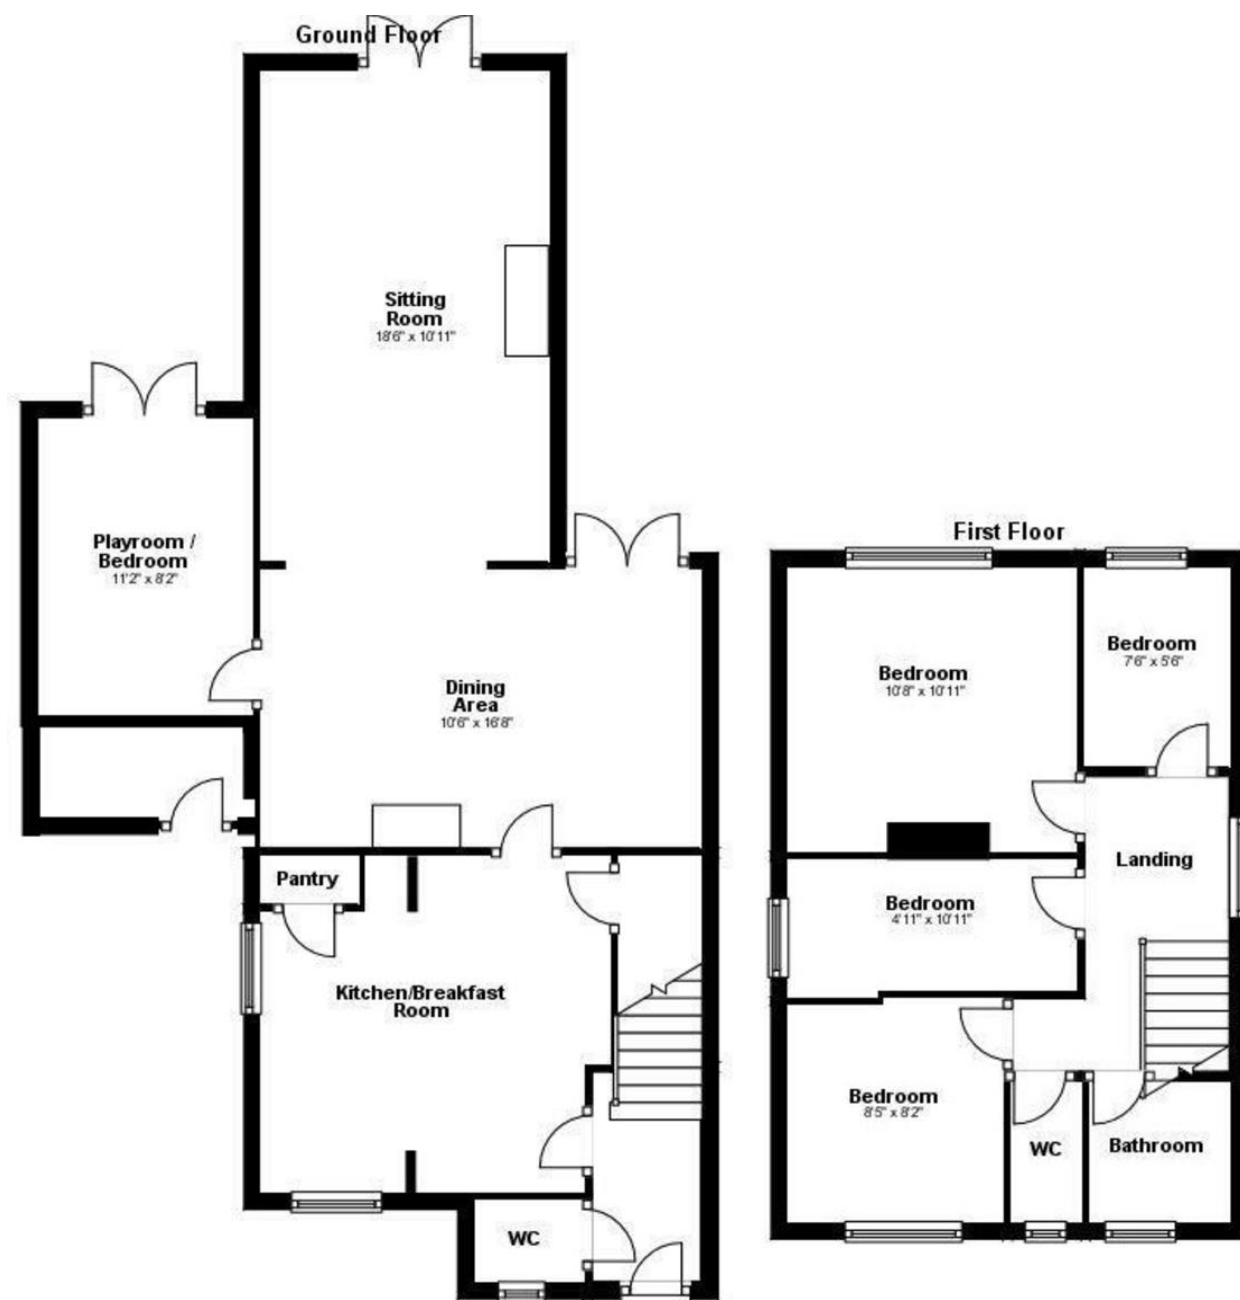 Ground Floor
Sitting
Room
18'6" x 10'11"
Playroom /
Bedroom
11'2" x 8'2"
Dining
Area
10'6" x 16'8"
Pantry
Kitchen/Breakfast
Room
WC
First Floor
Bedroom
10'8" x 10'11"
Bedroom
7'6" x 5'6"
Landing
Bedroom
4'11" x 10'11"
Bedroom
8'5" x 8'2"
WC
Bathroom